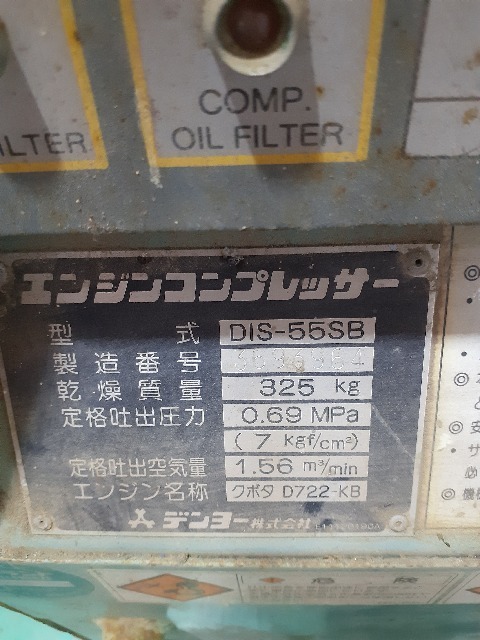 COMP.
ILTER
OIL FILTER
エンジンコンプレッサー
型 式 DIS-55SB
製造番号
乾燥質量 325 kg
定格吐出圧力 0.69 MPa
(7 kgf/cm²)
定格吐出空気量 1.56 m³/min
エンジン名称 クボタ D722-KB
デンヨー株式会社
危 険